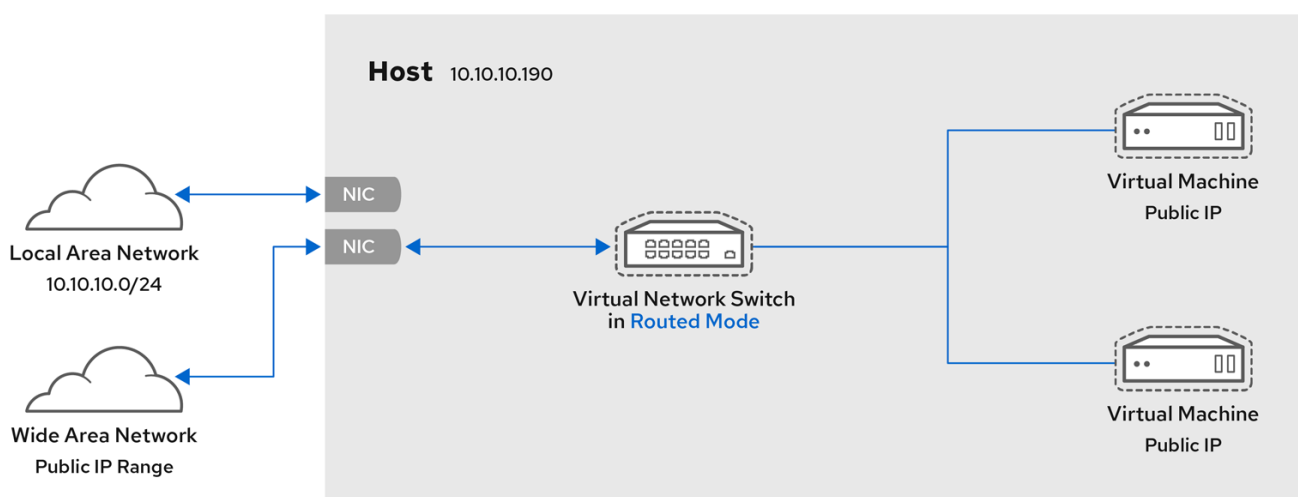 Host 10.10.10.190
NIC
Local Area Network
10.10.10.0/24
NIC
Wide Area Network
Public IP Range
Virtual Network Switch
in Routed Mode
Virtual Machine
Public IP
Virtual Machine
Public IP